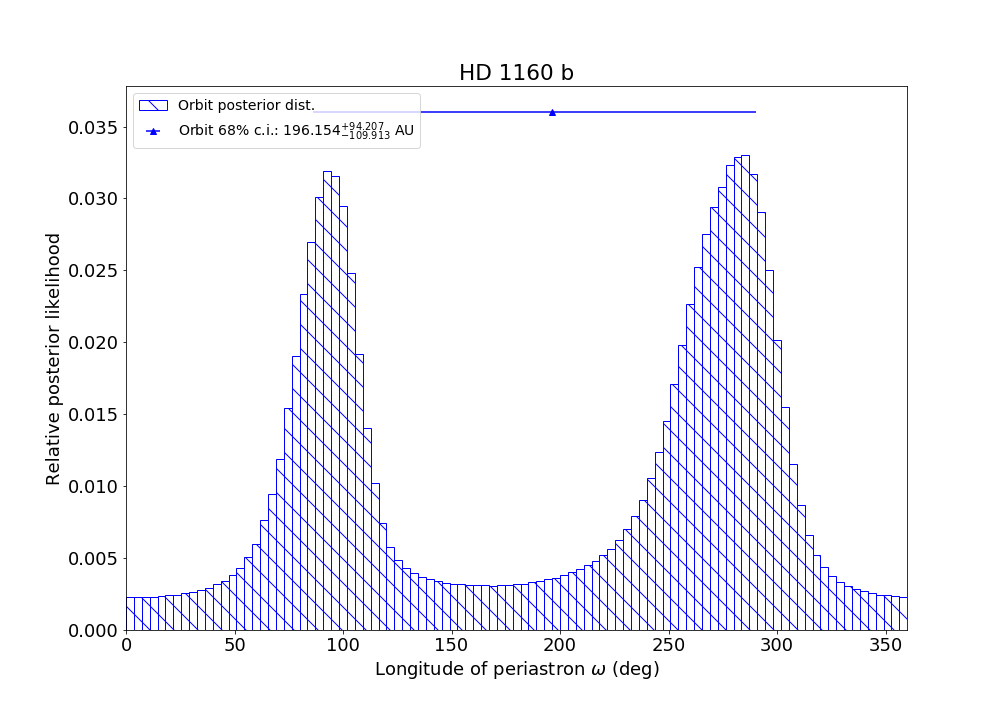 HD 1160 b
Orbit posterior dist.
Orbit 68% c.i.: 196.154^{+94.207}_{-109.913} AU
Relative posterior likelihood
0.035
0.030
0.025
0.020
0.015
0.010
0.005
0.000
0 50 100 150 200 250 300 350
Longitude of periastron ω (deg)